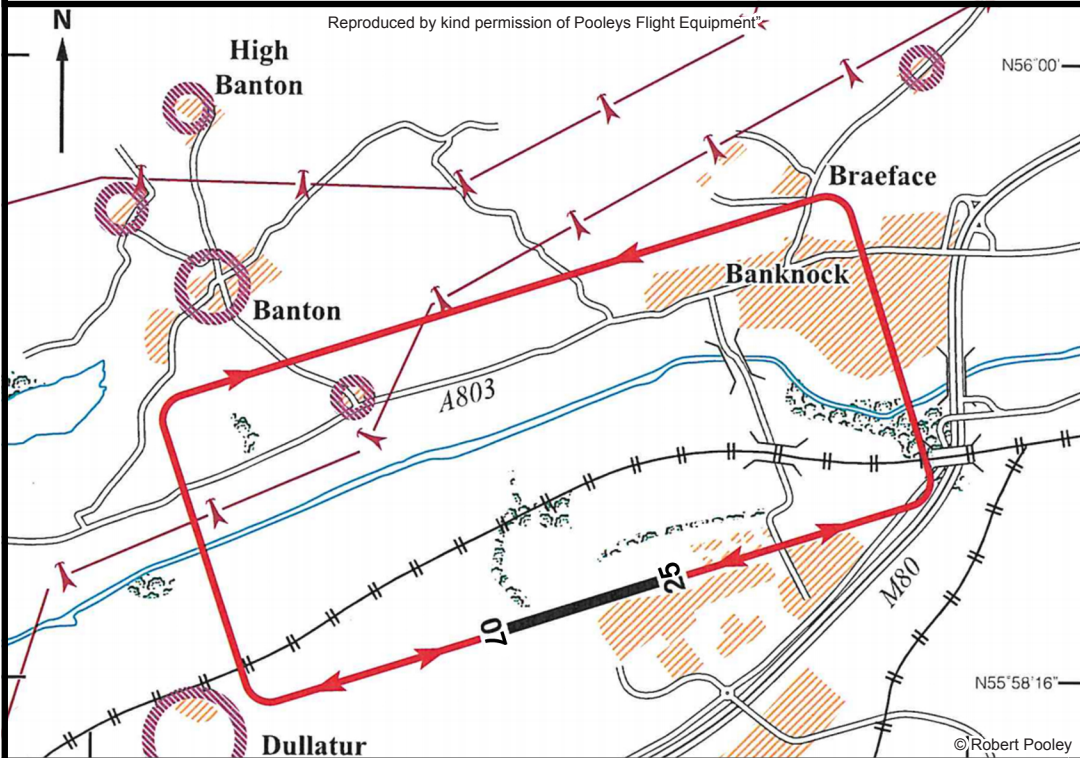 Reproduced by kind permission of Pooleys Flight Equipment”
N
High
Banton
N56°00'
Braeface
Banknock
Banton
A803
25
07
M80
N55°58'16"
Dullatur
© Robert Pooley